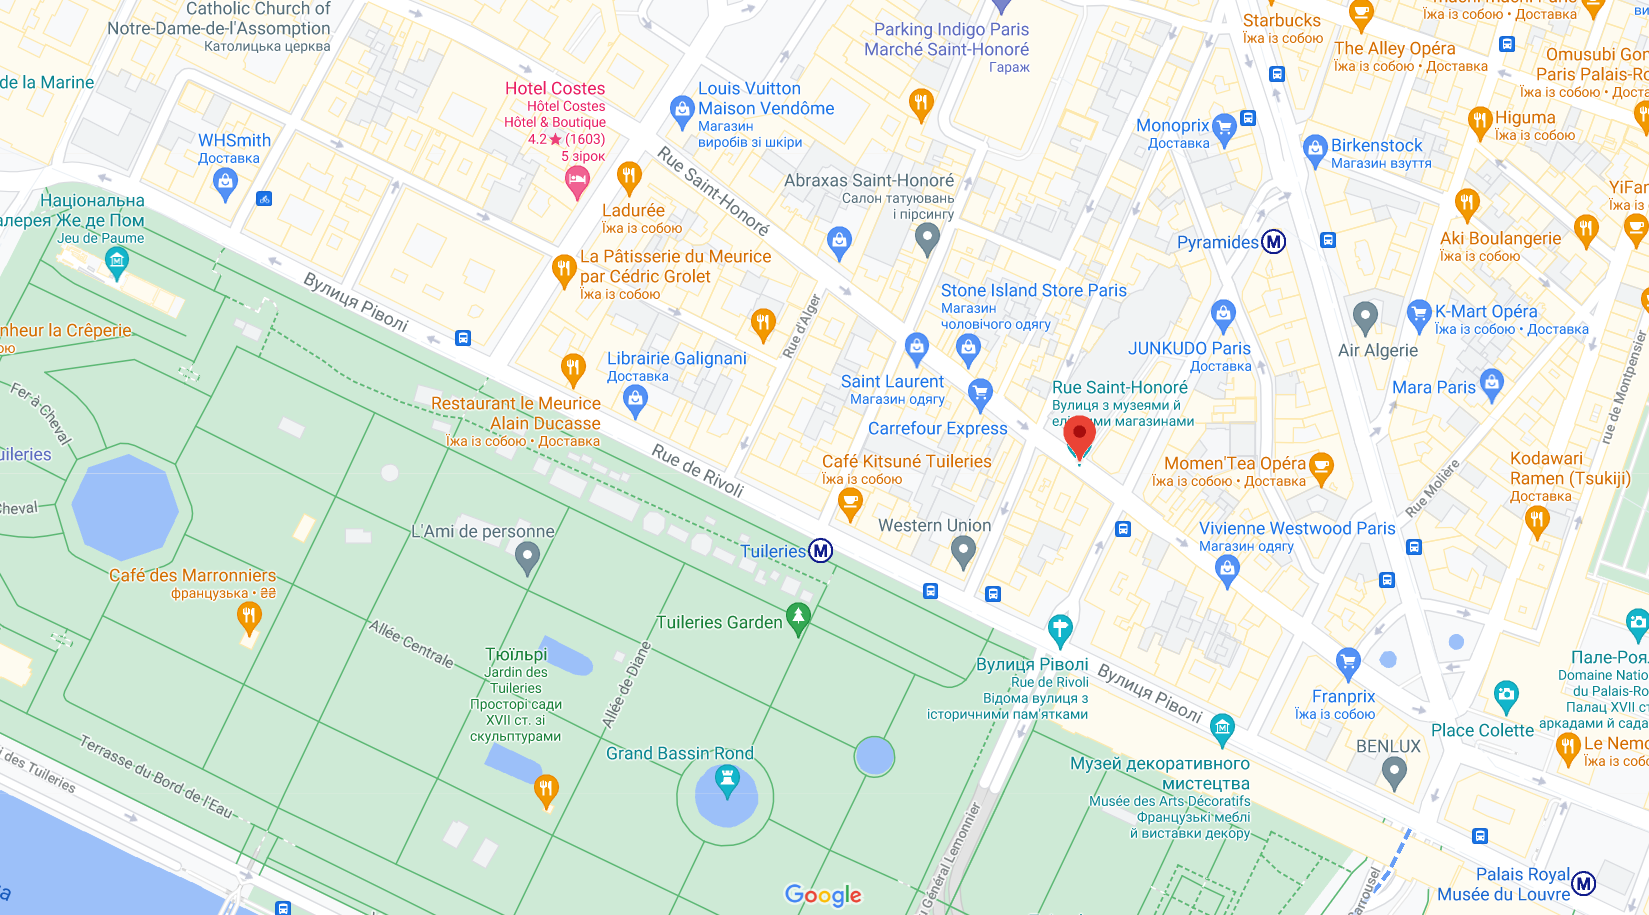 Catholic Church of
Notre-Dame-de-l'Assomption
Католицька церква
de la Marine
Hotel Costes
Hôtel Costes
Hôtel & Boutique
4.2★ (1603)
5 зірок
Louis Vuitton
Maison Vendôme
Магазин
виробів зі шкіри
Parking Indigo Paris
Marché Saint-Honoré
Гараж
Starbucks
Їжа із собою
Їжа із собою • Доставка
The Alley Opéra
Їжа із собою • Доставка
Omusubi Gon
Paris Palais-Ro
Їжа із собою • Доста
WHSmith
Доставка
Monoprix
Доставка
Birkenstock
Магазин взуття
Higuma
Їжа із собою
Національна
алерея Же де Пом
Jeu de Paume
Ladurée
Їжа із собою
Rue Saint-Honoré
Abraxas Saint-Honoré
Салон татуювань
і пірсингу
Pyramides
Aki Boulangerie
Їжа із собою
YiFan
Їжа із
La Pâtisserie du Meurice
par Cédric Grolet
Їжа із собою
Вулиця Ріволі
Rue d'Alger
Stone Island Store Paris
Магазин
чоловічого одягу
K-Mart Opéra
Їжа із собою • Доставка
Air Algerie
nheur la Crêperie
ою
Librairie Galignani
Доставка
JUNKUDO Paris
Доставка
Saint Laurent
Магазин одягу
Rue Saint-Honoré
Вулиця з музеями й
Mara Paris
rue de Montpensier
Fer-à-Cheval
Restaurant le Meurice
Alain Ducasse
Їжа із собою • Доставка
Carrefour Express
uileries
Rue de Rivoli
Café Kitsuné Tuileries
Їжа із собою
Momen'Tea Opéra
Їжа із собою • Доставка
Kodawari
Ramen (Tsukiji)
Доставка
Rue Molière
Cheval
L'Ami de personne
Western Union
Vivienne Westwood Paris
Магазин одягу
Tuileries
Café des Marronniers
французька • ₴₴
Tuileries Garden
Allée Centrale
Allée de Diane
Тюїльрі
Jardin des
Tuileries
Просторі сади
XVII ст. зі
скульптурами
Вулиця Ріволі
Rue de Rivoli
Відома вулиця з
історичними пам'ятками
Вулиця Ріволі
Franprix
Їжа із собою
Пале-Роял
Domaine Natio
du Palais-Ro
Палац XVII ст
аркадами й сада
Place Colette
BENLUX
Le Nemo
Їжа із собо
Grand Bassin Rond
Музей декоративного
мистецтва
Musée des Arts Décoratifs
Французькі меблі
й виставки декору
Terrasse du Bord de l'Eau
i des Tuileries
Général Lemonnier
Google
Palais Royal
Musée du Louvre
Carrousel